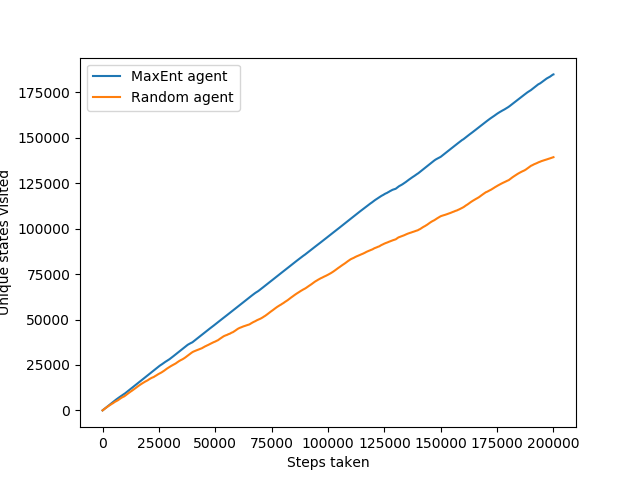 MaxEnt agent
Random agent
Unique states visited
175000
150000
125000
100000
75000
50000
25000
0
0 25000 50000 75000 100000 125000 150000 175000 200000
Steps taken